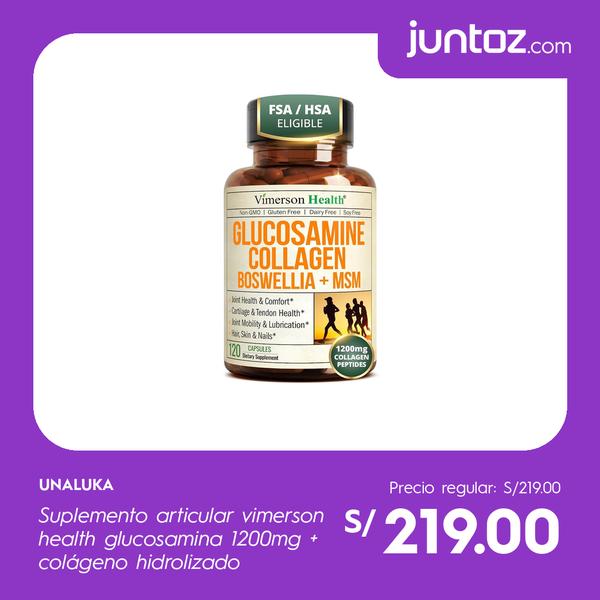 juntoz.com
FSA / HSA
ELIGIBLE
Vimerson Health®
Non-GMO | Gluten Free | Dairy Free | Soy Free
GLUCOSAMINE
COLLAGEN
BOSWELLIA + MSM
Joint Health & Comfort*
Cartilage & Tendon Health*
Joint Mobility & Lubrication*
Hair, Skin & Nails*
120 CAPSULES
Dietary Supplement
1200mg
COLLAGEN
PEPTIDES
UNALUKA
Suplemento articular vimerson
health glucosamina 1200mg +
colágeno hidrolizado
Precio regular: S/219.00
S/ 219.00